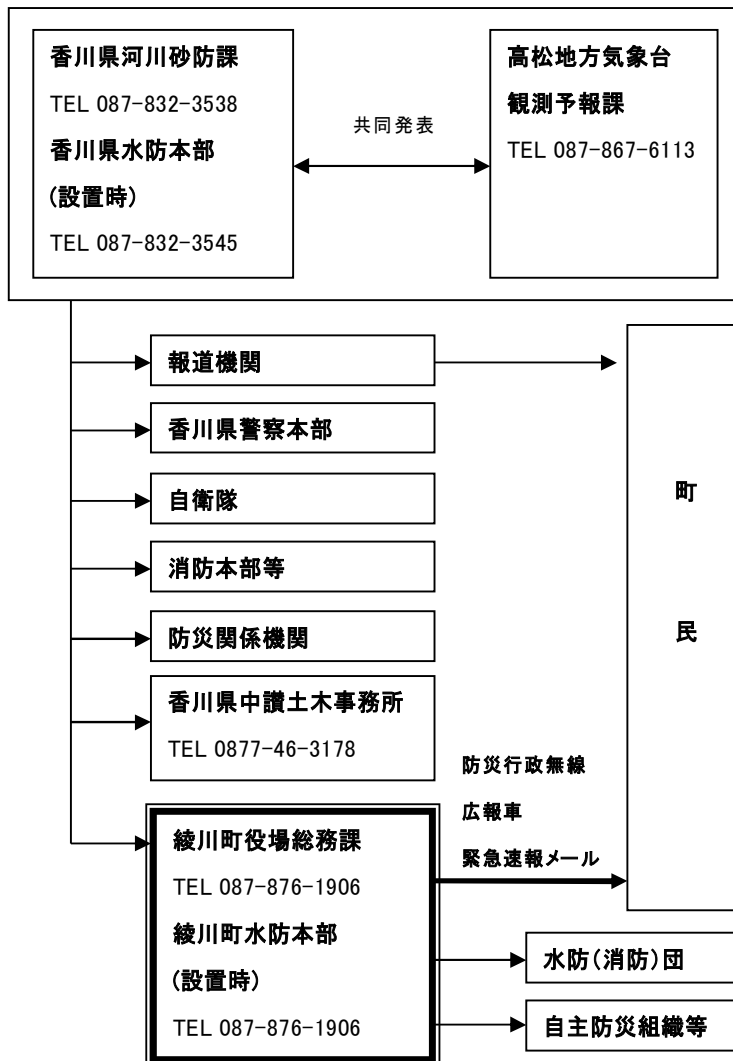 香川県河川砂防課
TEL 087-832-3538
香川県水防本部
(設置時)
TEL 087-832-3545
共同発表
高松地方気象台
観測予報課
TEL 087-867-6113
報道機関
香川県警察本部
自衛隊
消防本部等
防災関係機関
香川県中讃土木事務所
TEL 0877-46-3178
町
民
防災行政無線
広報車
緊急速報メール
綾川町役場総務課
TEL 087-876-1906
綾川町水防本部
(設置時)
TEL 087-876-1906
水防(消防)団
自主防災組織等